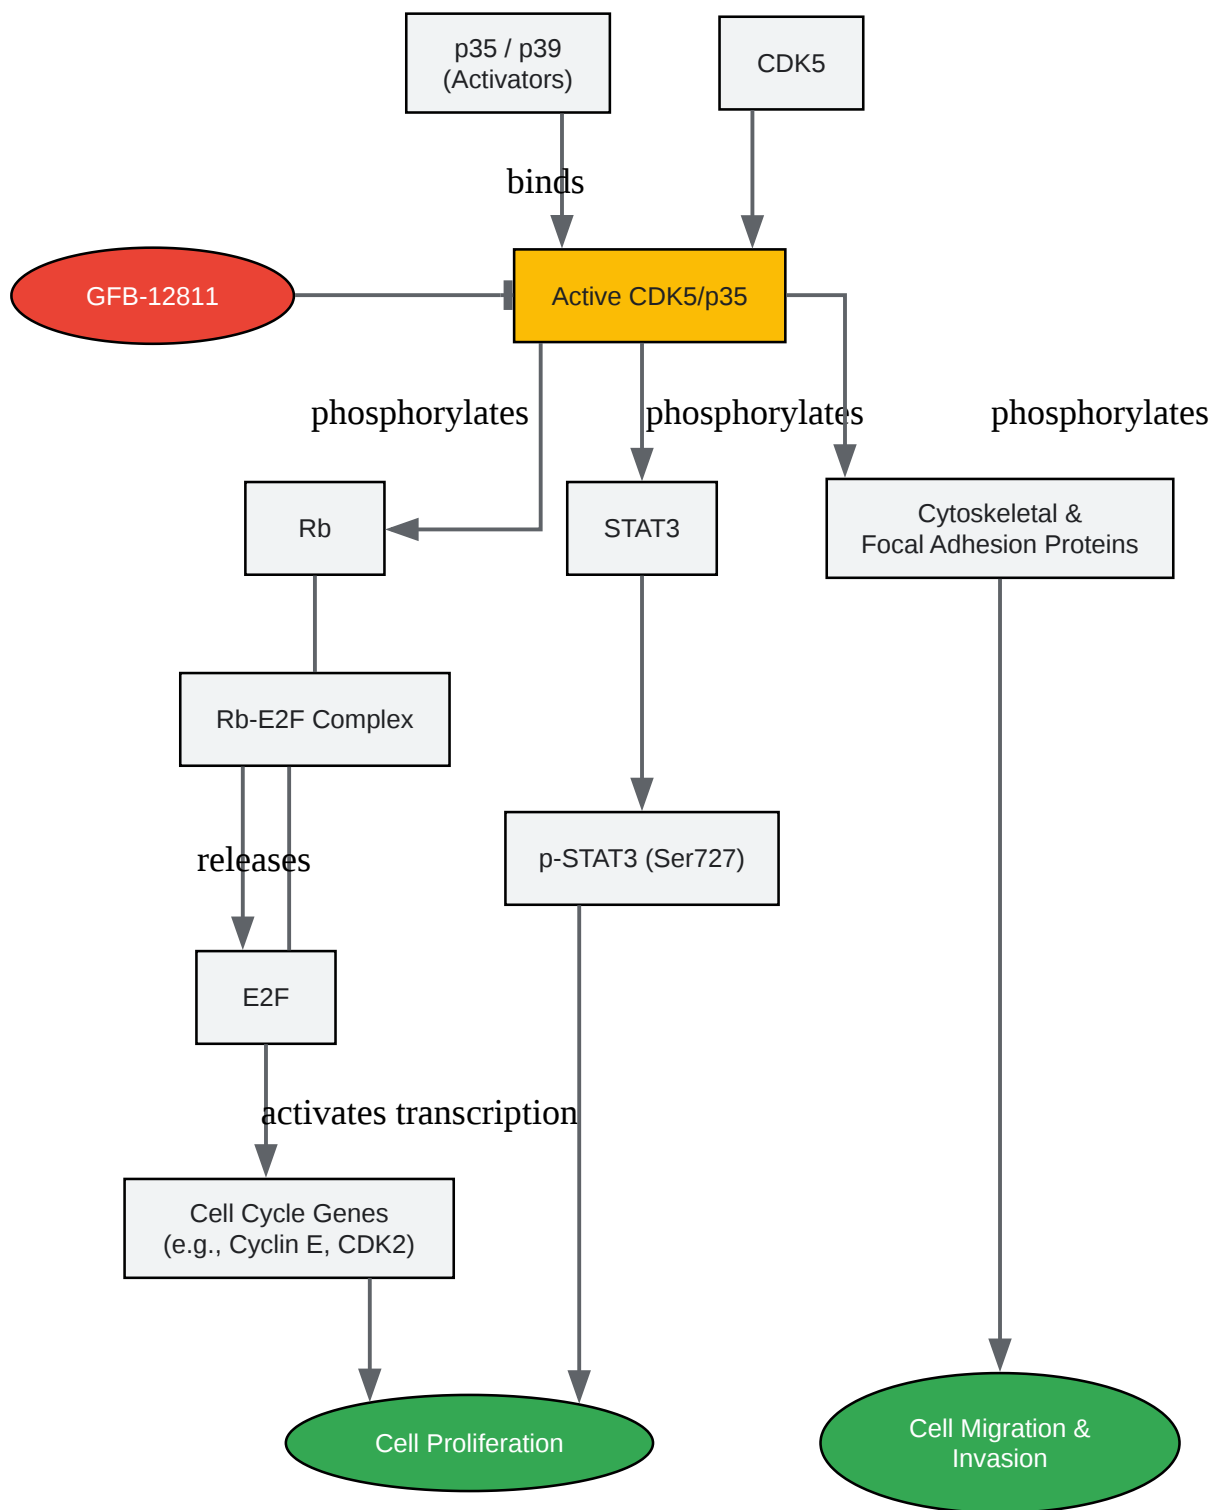 p35 / p39
(Activators)
CDK5
binds
GFB-12811
Active CDK5/p35
phosphorylates
phosphorylates
phosphorylates
Rb
STAT3
Cytoskeletal &
Focal Adhesion Proteins
Rb-E2F Complex
releases
p-STAT3 (Ser727)
E2F
activates transcription
Cell Cycle Genes
(e.g., Cyclin E, CDK2)
Cell Proliferation
Cell Migration &
Invasion